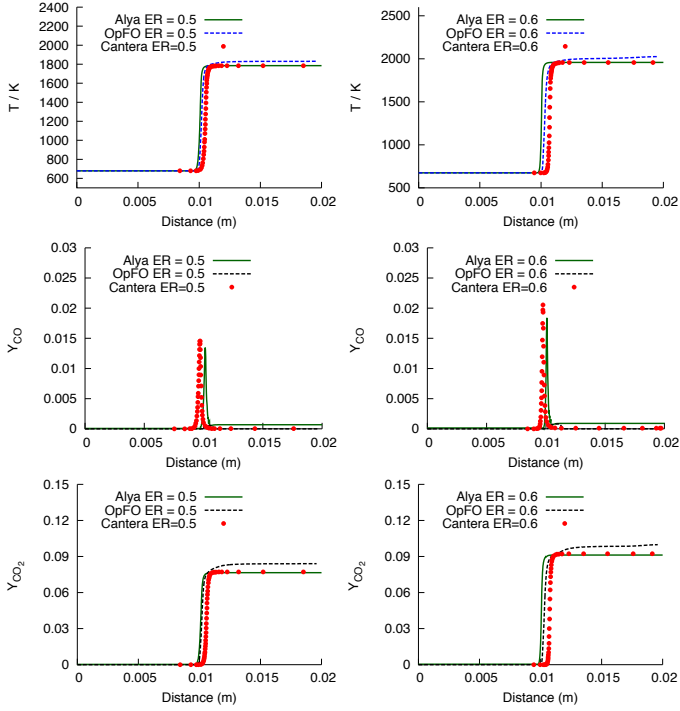 Alya ER = 0.5
OpFO ER = 0.5
Cantera ER=0.5
T / K
2000
1800
1600
1400
1200
1000
800
600
0
0.005
0.01
0.015
0.02
Distance (m)
Alya ER = 0.6
OpFO ER = 0.6
Cantera ER=0.6
T / K
2500
2000
1500
1000
500
0
0.005
0.01
0.015
0.02
Distance (m)
Alya ER = 0.5
OpFO ER = 0.5
Cantera ER=0.5
Y_CO
0.03
0.025
0.02
0.015
0.01
0.005
0
0
0.005
0.01
0.015
0.02
Distance (m)
Alya ER = 0.6
OpFO ER = 0.6
Cantera ER=0.6
Y_CO
0.03
0.025
0.02
0.015
0.01
0.005
0
0
0.005
0.01
0.015
0.02
Distance (m)
Alya ER = 0.5
OpFO ER = 0.5
Cantera ER=0.5
Y_CO2
0.15
0.12
0.09
0.06
0.03
0
0
0.005
0.01
0.015
0.02
Distance (m)
Alya ER = 0.6
OpFO ER = 0.6
Cantera ER=0.6
Y_CO2
0.15
0.12
0.09
0.06
0.03
0
0
0.005
0.01
0.015
0.02
Distance (m)